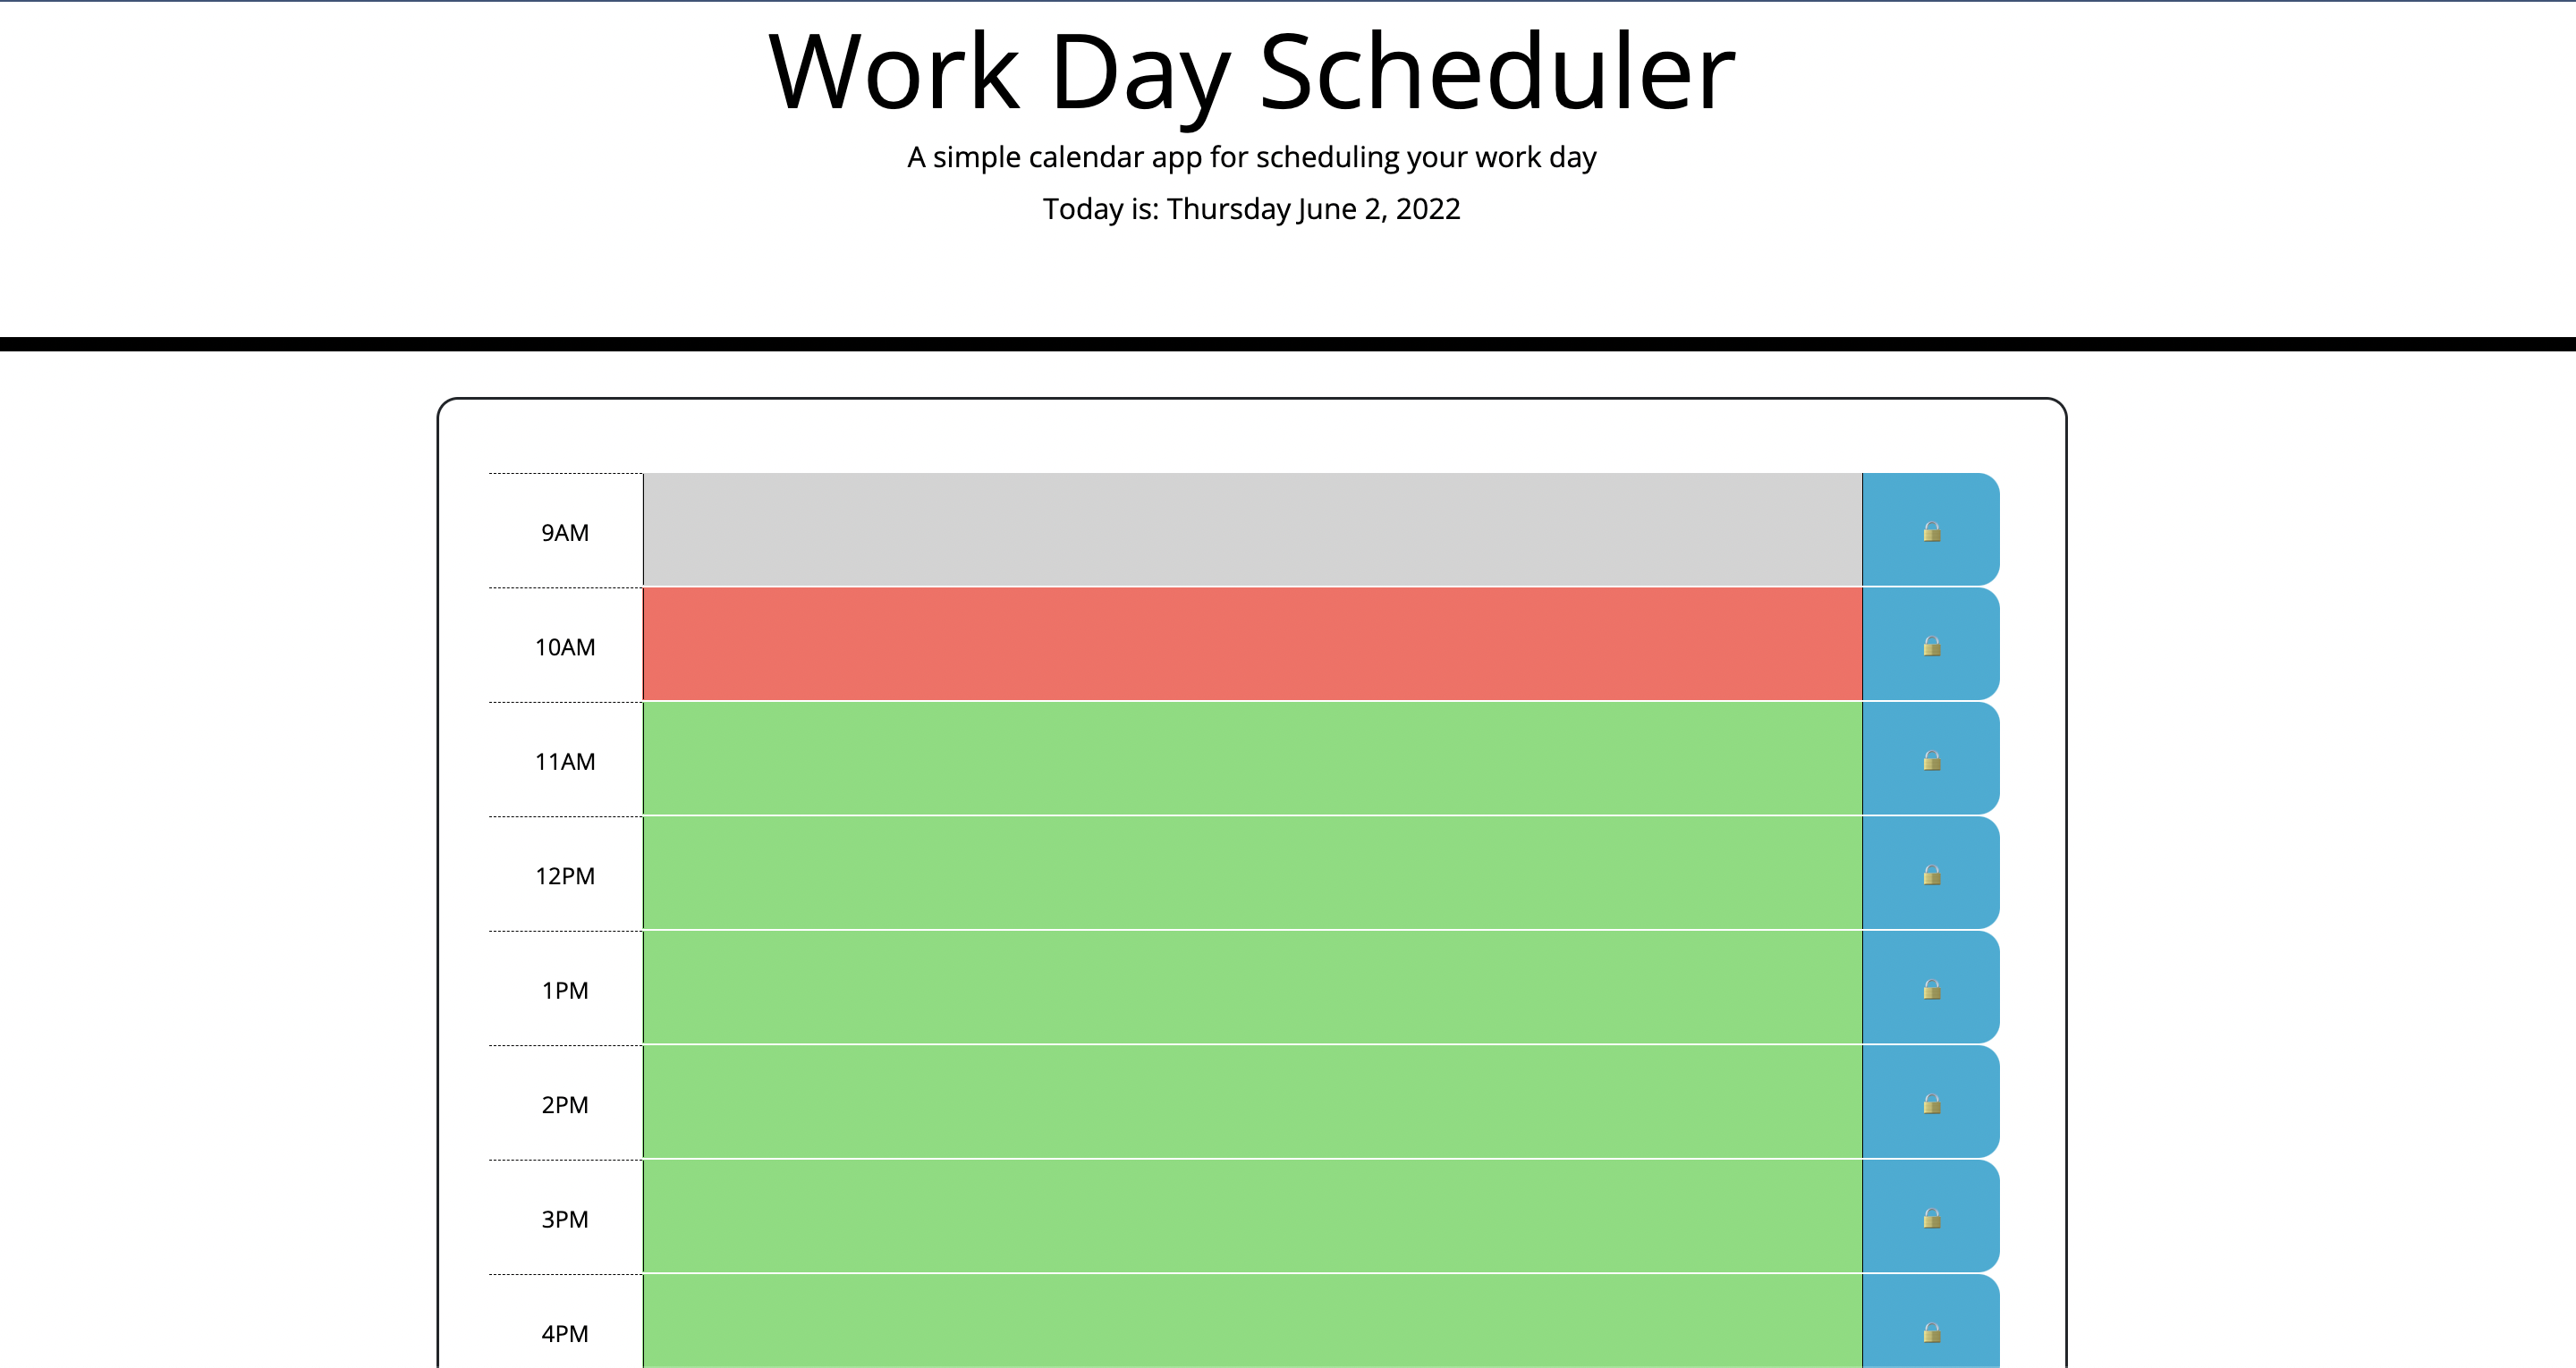 Work Day Scheduler
A simple calendar app for scheduling your work day
Today is: Thursday June 2, 2022
9AM
10AM
11AM
12PM
1PM
2PM
3PM
4PM